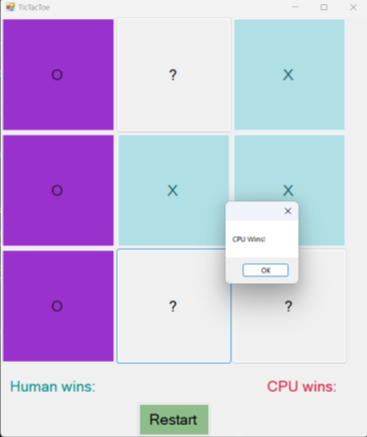 TicTacToe
O ? X
O X X
CPU Wins!
OK
O ? ?
Human wins: CPU wins:
Restart